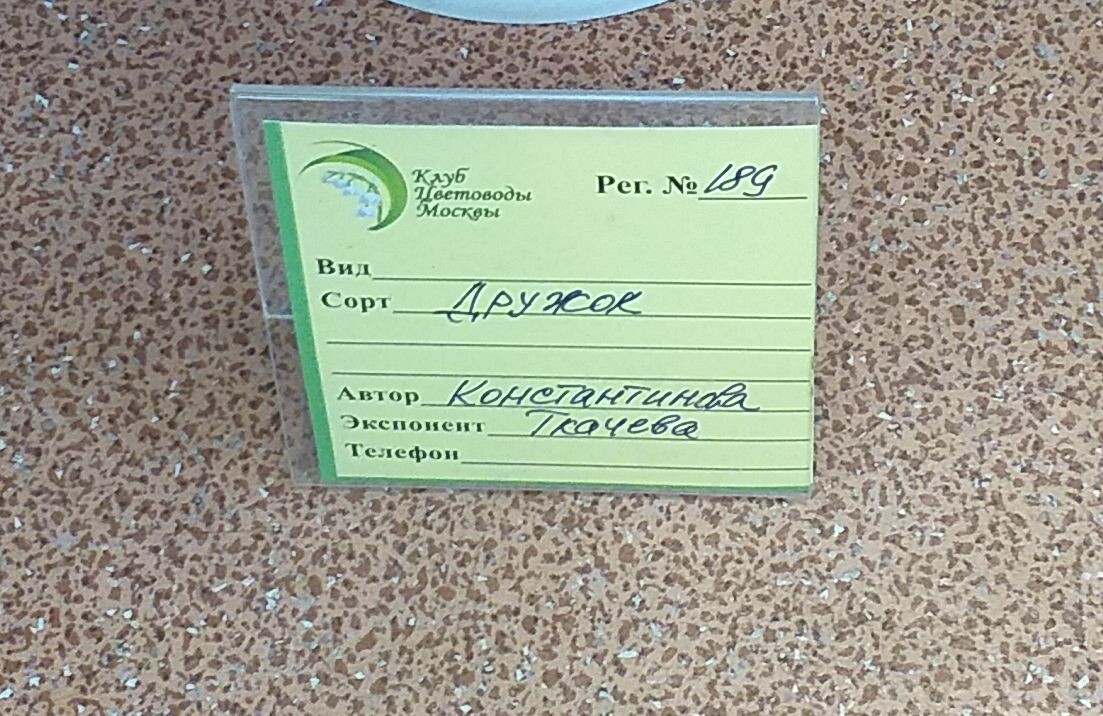 Клуб
Цветоводы
Москвы
Рег. № 189
Вид
Сорт Дружок
Автор Константинова
Экспонент Ткачева
Телефон